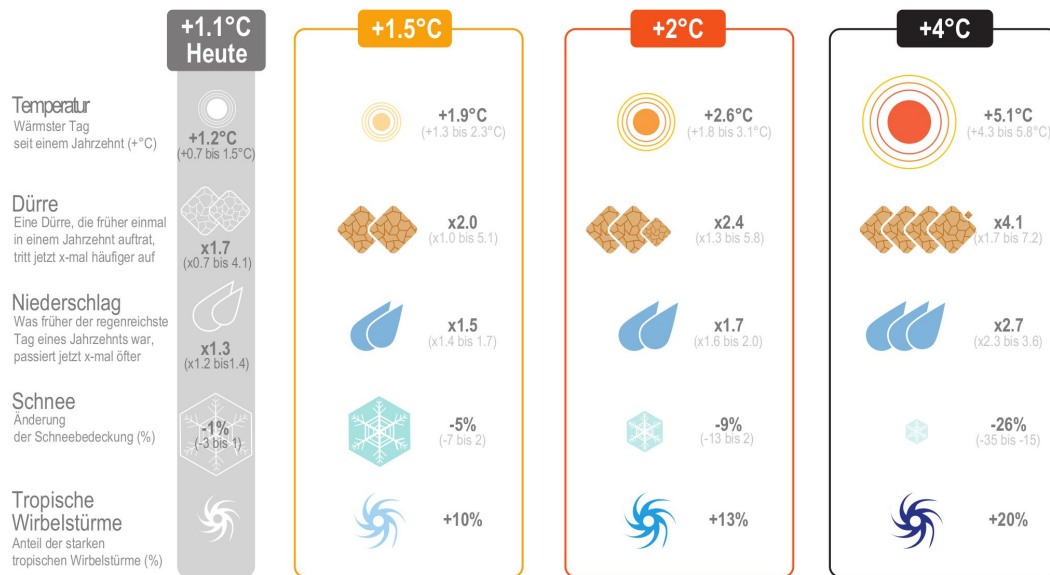 +1.1°C
Heute
+1.5°C
+2°C
+4°C
Temperatur
Wärmster Tag
seit einem Jahrzehnt (+°C)
+1.2°C
(+0.7 bis 1.5°C)
+1.9°C
(+1.3 bis 2.3°C)
+2.6°C
(+1.8 bis 3.1°C)
+5.1°C
(+4.3 bis 5.8°C)
Dürre
Eine Dürre, die früher einmal
in einem Jahrzehnt auftrat,
tritt jetzt x-mal häufiger auf
x1.7
(x0.7 bis 4.1)
x2.0
(x1.0 bis 5.1)
x2.4
(x1.3 bis 5.8)
x4.1
(x1.7 bis 7.2)
Niederschlag
Was früher der regenreichste
Tag eines Jahrzehnts war,
passiert jetzt x-mal öfter
x1.3
(x1.2 bis1.4)
x1.5
(x1.4 bis 1.7)
x1.7
(x1.6 bis 2.0)
x2.7
(x2.3 bis 3.6)
Schnee
Änderung
der Schneebedeckung (%)
-1%
(-3 bis 1)
-5%
(-7 bis 2)
-9%
(-13 bis 2)
-26%
(-35 bis -15)
Tropische
Wirbelstürme
Anteil der starken
tropischen Wirbelstürme (%)
+10%
+13%
+20%